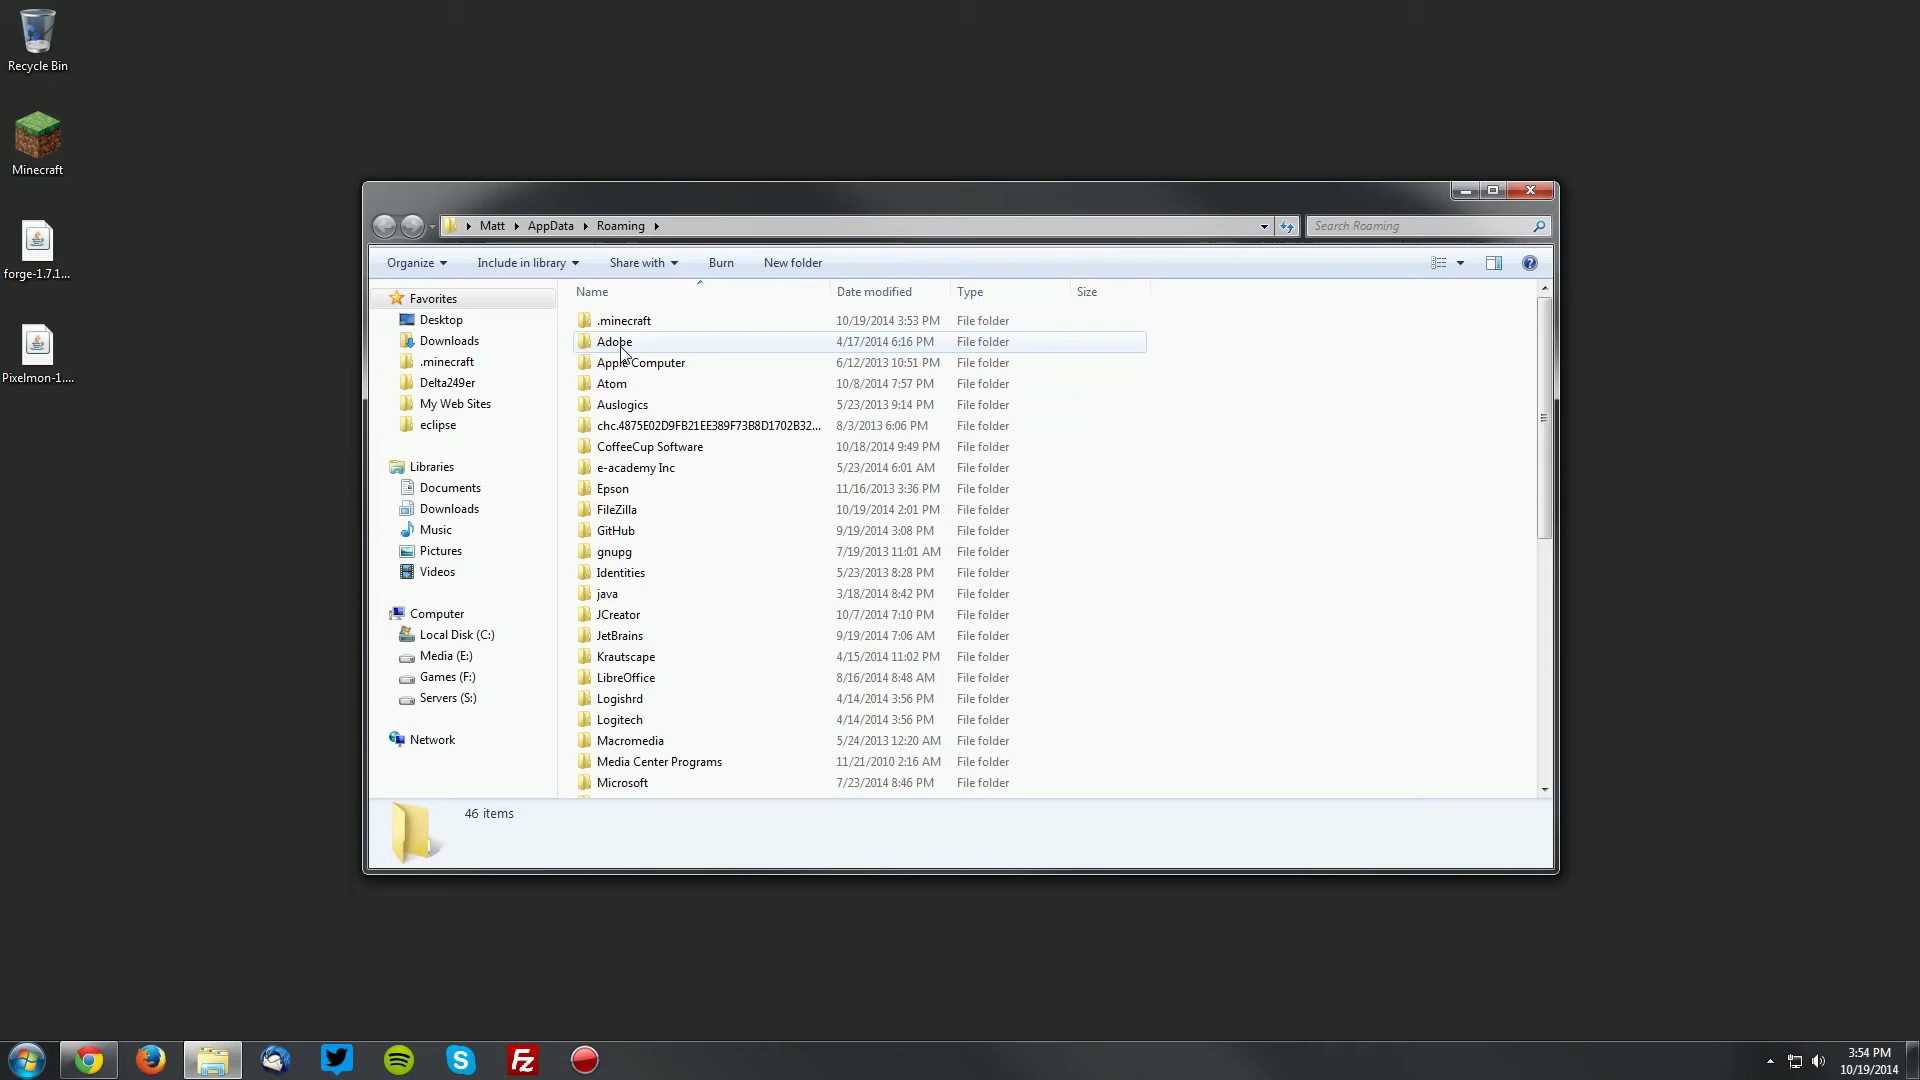 Recycle Bin
Minecraft
forge-1.7.1...
Pixelmon-1....
Matt AppData Roaming
Search Roaming
Organize Include in library Share with Burn New folder
Name Date modified Type Size
Favorites
Desktop
Downloads
.minecraft
Delta249er
My Web Sites
eclipse
Libraries
Documents
Downloads
Music
Pictures
Videos
Computer
Local Disk (C:)
Media (E:)
Games (F:)
Servers (S:)
Network
.minecraft 10/19/2014 3:53 PM File folder
Adobe 4/17/2014 6:16 PM File folder
Apple Computer 6/12/2013 10:51 PM File folder
Atom 10/8/2014 7:57 PM File folder
Auslogics 5/23/2013 9:14 PM File folder
chc.4875E02D9FB21EE389F73B8D1702B32... 8/3/2013 6:06 PM File folder
CoffeeCup Software 10/18/2014 9:49 PM File folder
e-academy Inc 5/23/2014 6:01 AM File folder
Epson 11/16/2013 3:36 PM File folder
FileZilla 10/19/2014 2:01 PM File folder
GitHub 9/19/2014 3:08 PM File folder
gnupg 7/19/2013 11:01 AM File folder
Identities 5/23/2013 8:28 PM File folder
java 3/18/2014 8:42 PM File folder
JCreator 10/7/2014 7:10 PM File folder
JetBrains 9/19/2014 7:06 AM File folder
Krautscape 4/15/2014 11:02 PM File folder
LibreOffice 8/16/2014 8:48 AM File folder
Logishrd 4/14/2014 3:56 PM File folder
Logitech 4/14/2014 3:56 PM File folder
Macromedia 5/24/2013 12:20 AM File folder
Media Center Programs 11/21/2010 2:16 AM File folder
Microsoft 7/23/2014 8:46 PM File folder
46 items
3:54 PM
10/19/2014